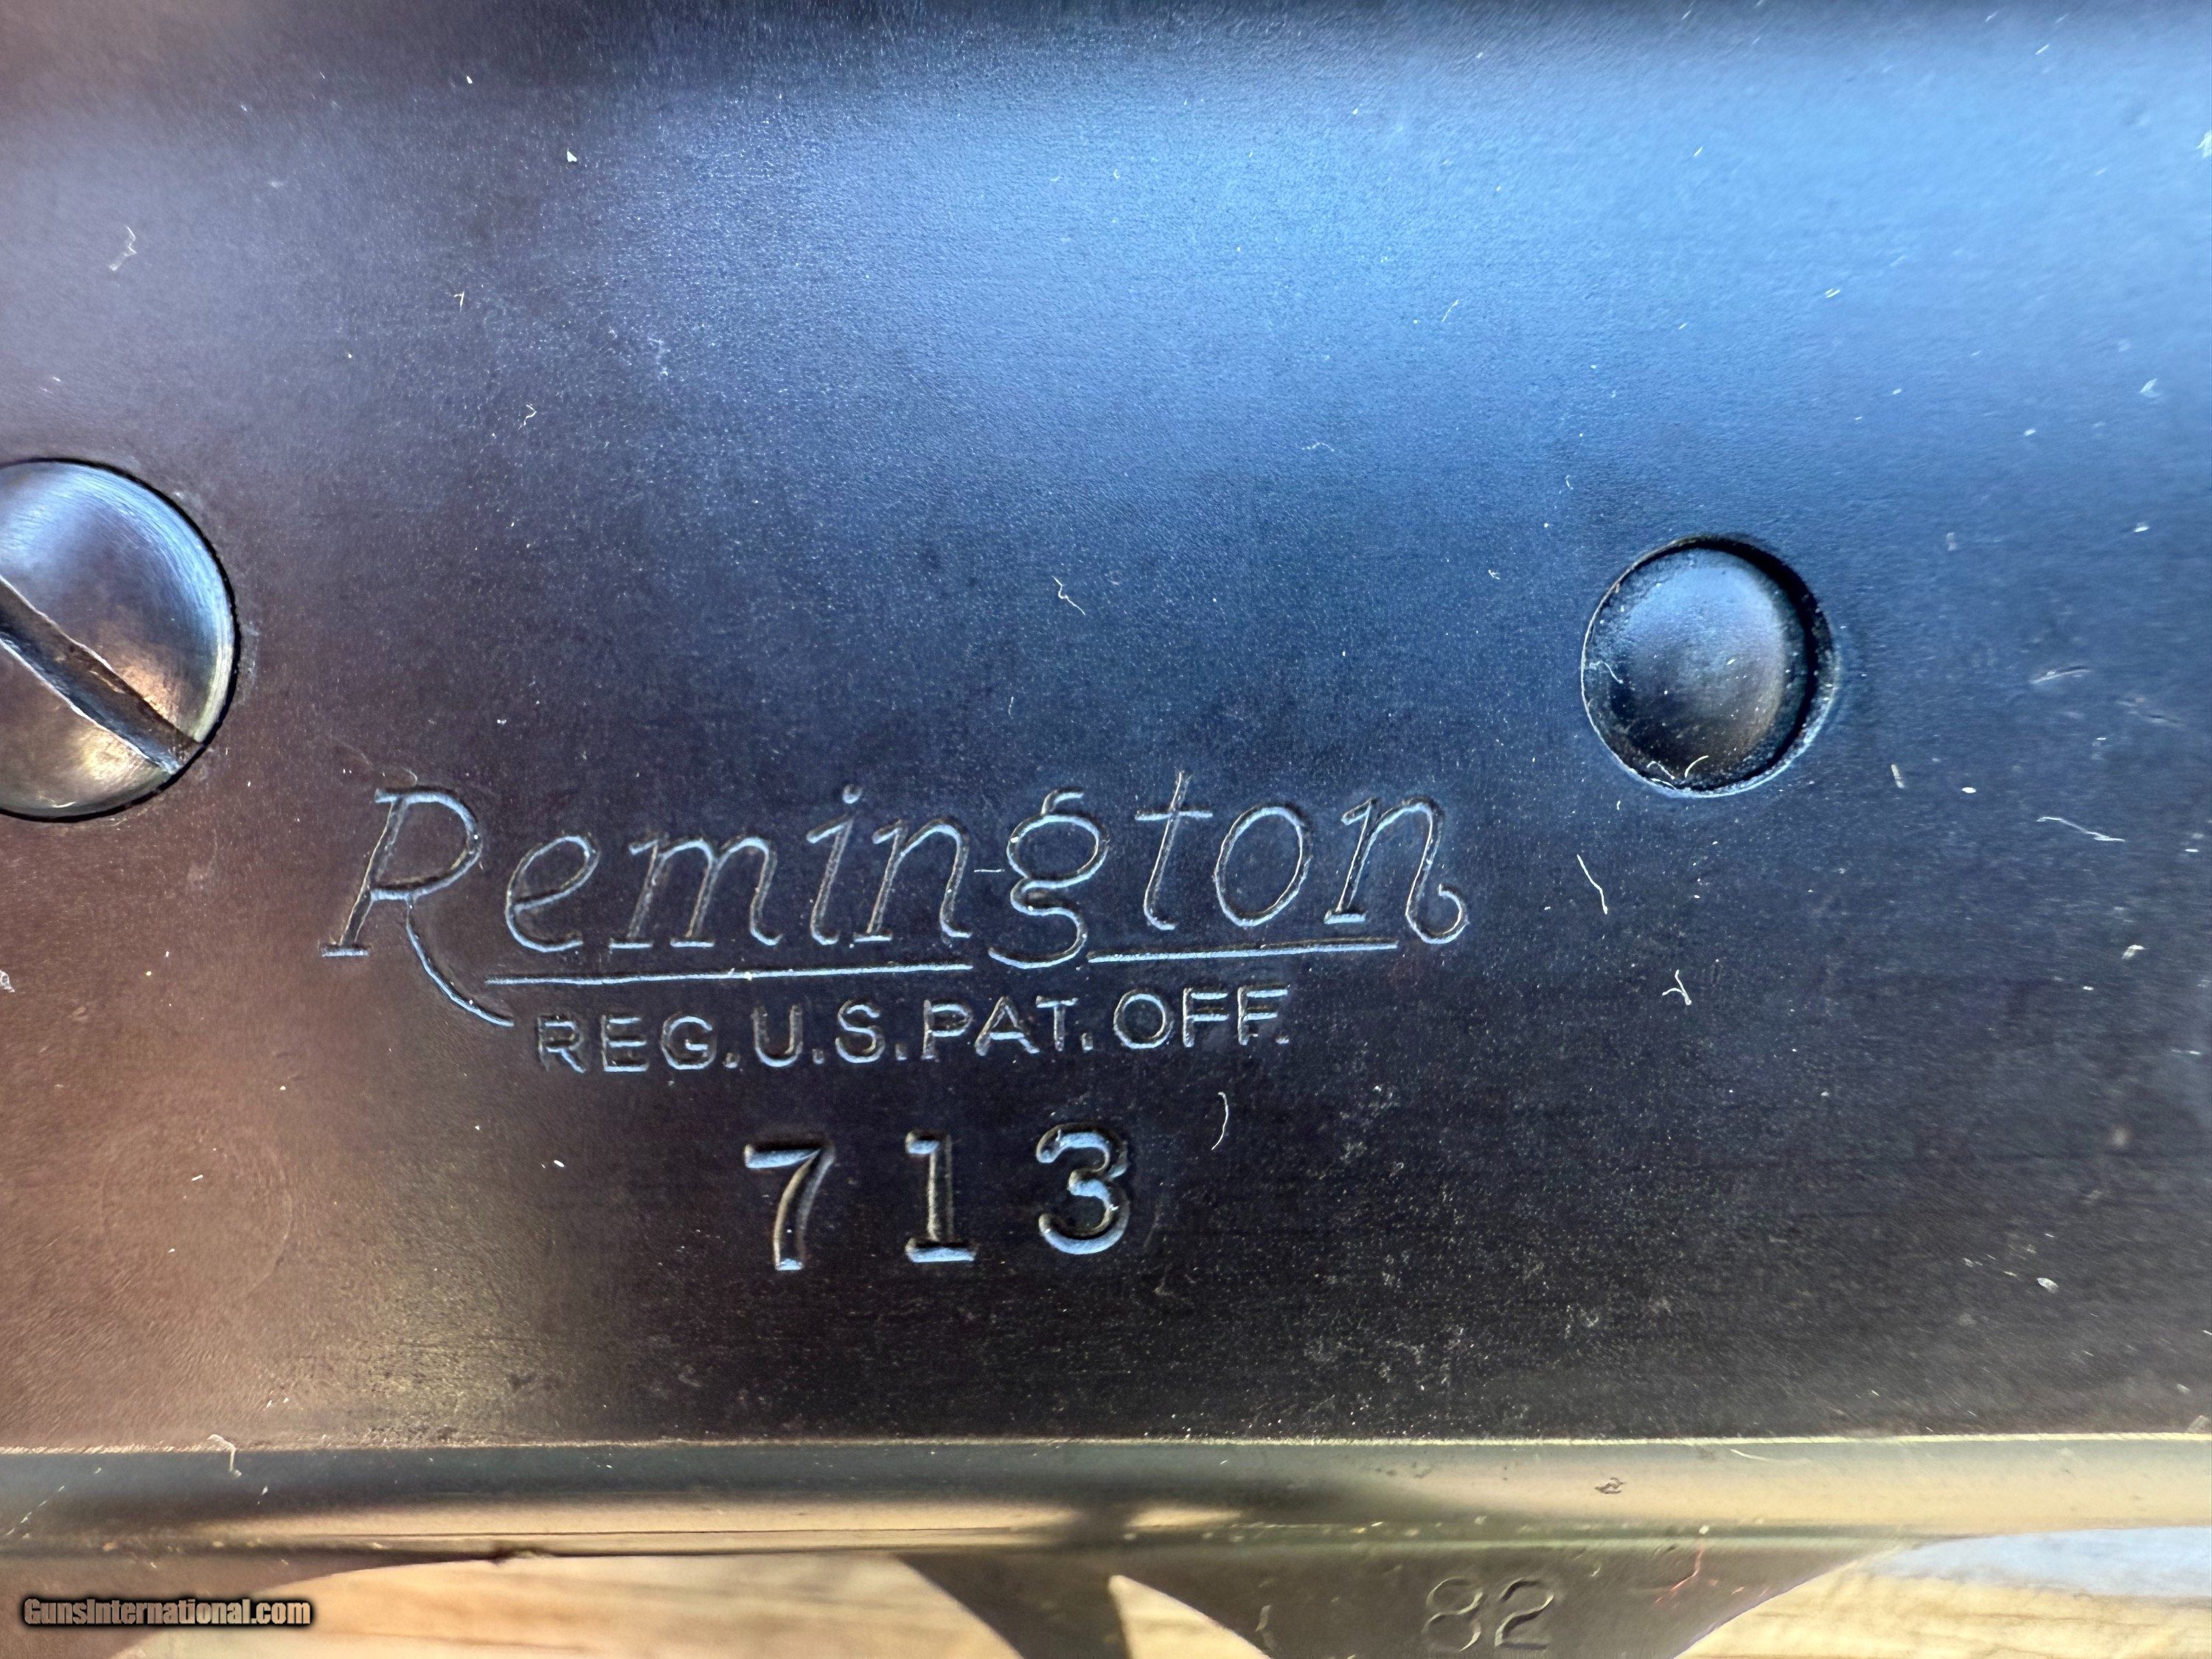 Remington
REG.U.S.PAT.OFF.
713
82
GunsInternational.com